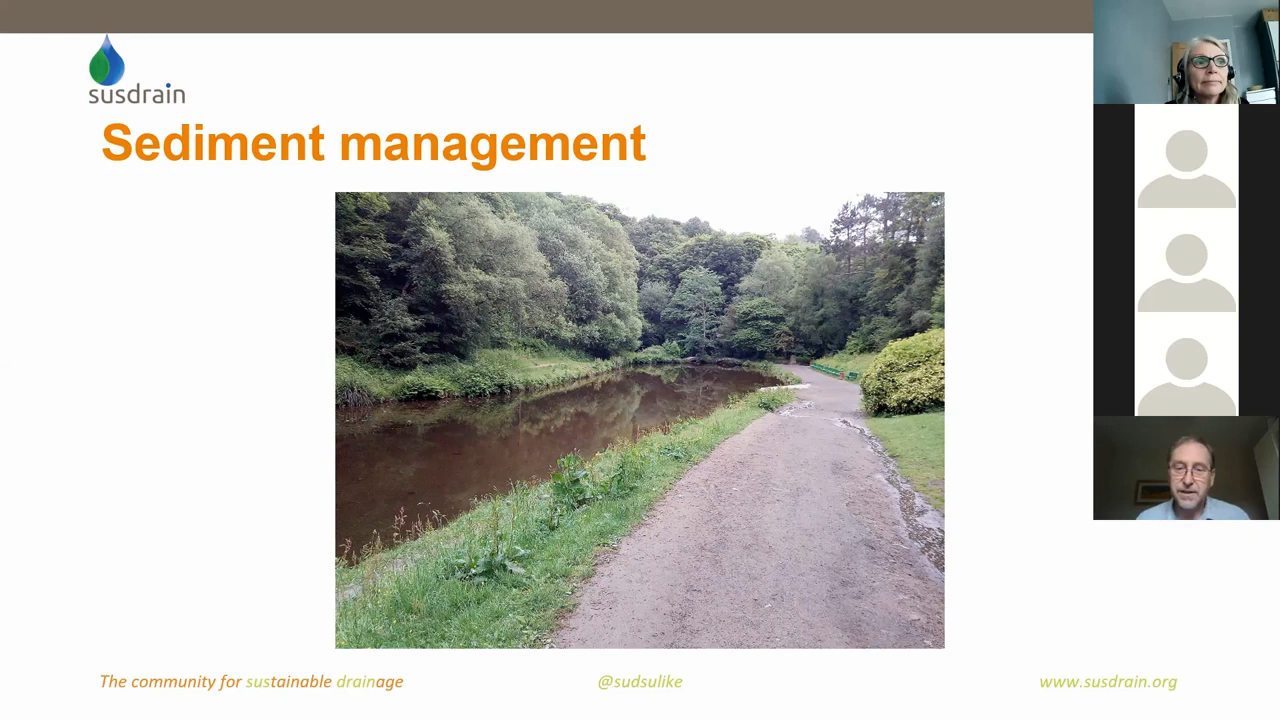 susdrain
Sediment management
The community for sustainable drainage
@sudsulike
www.susdrain.org